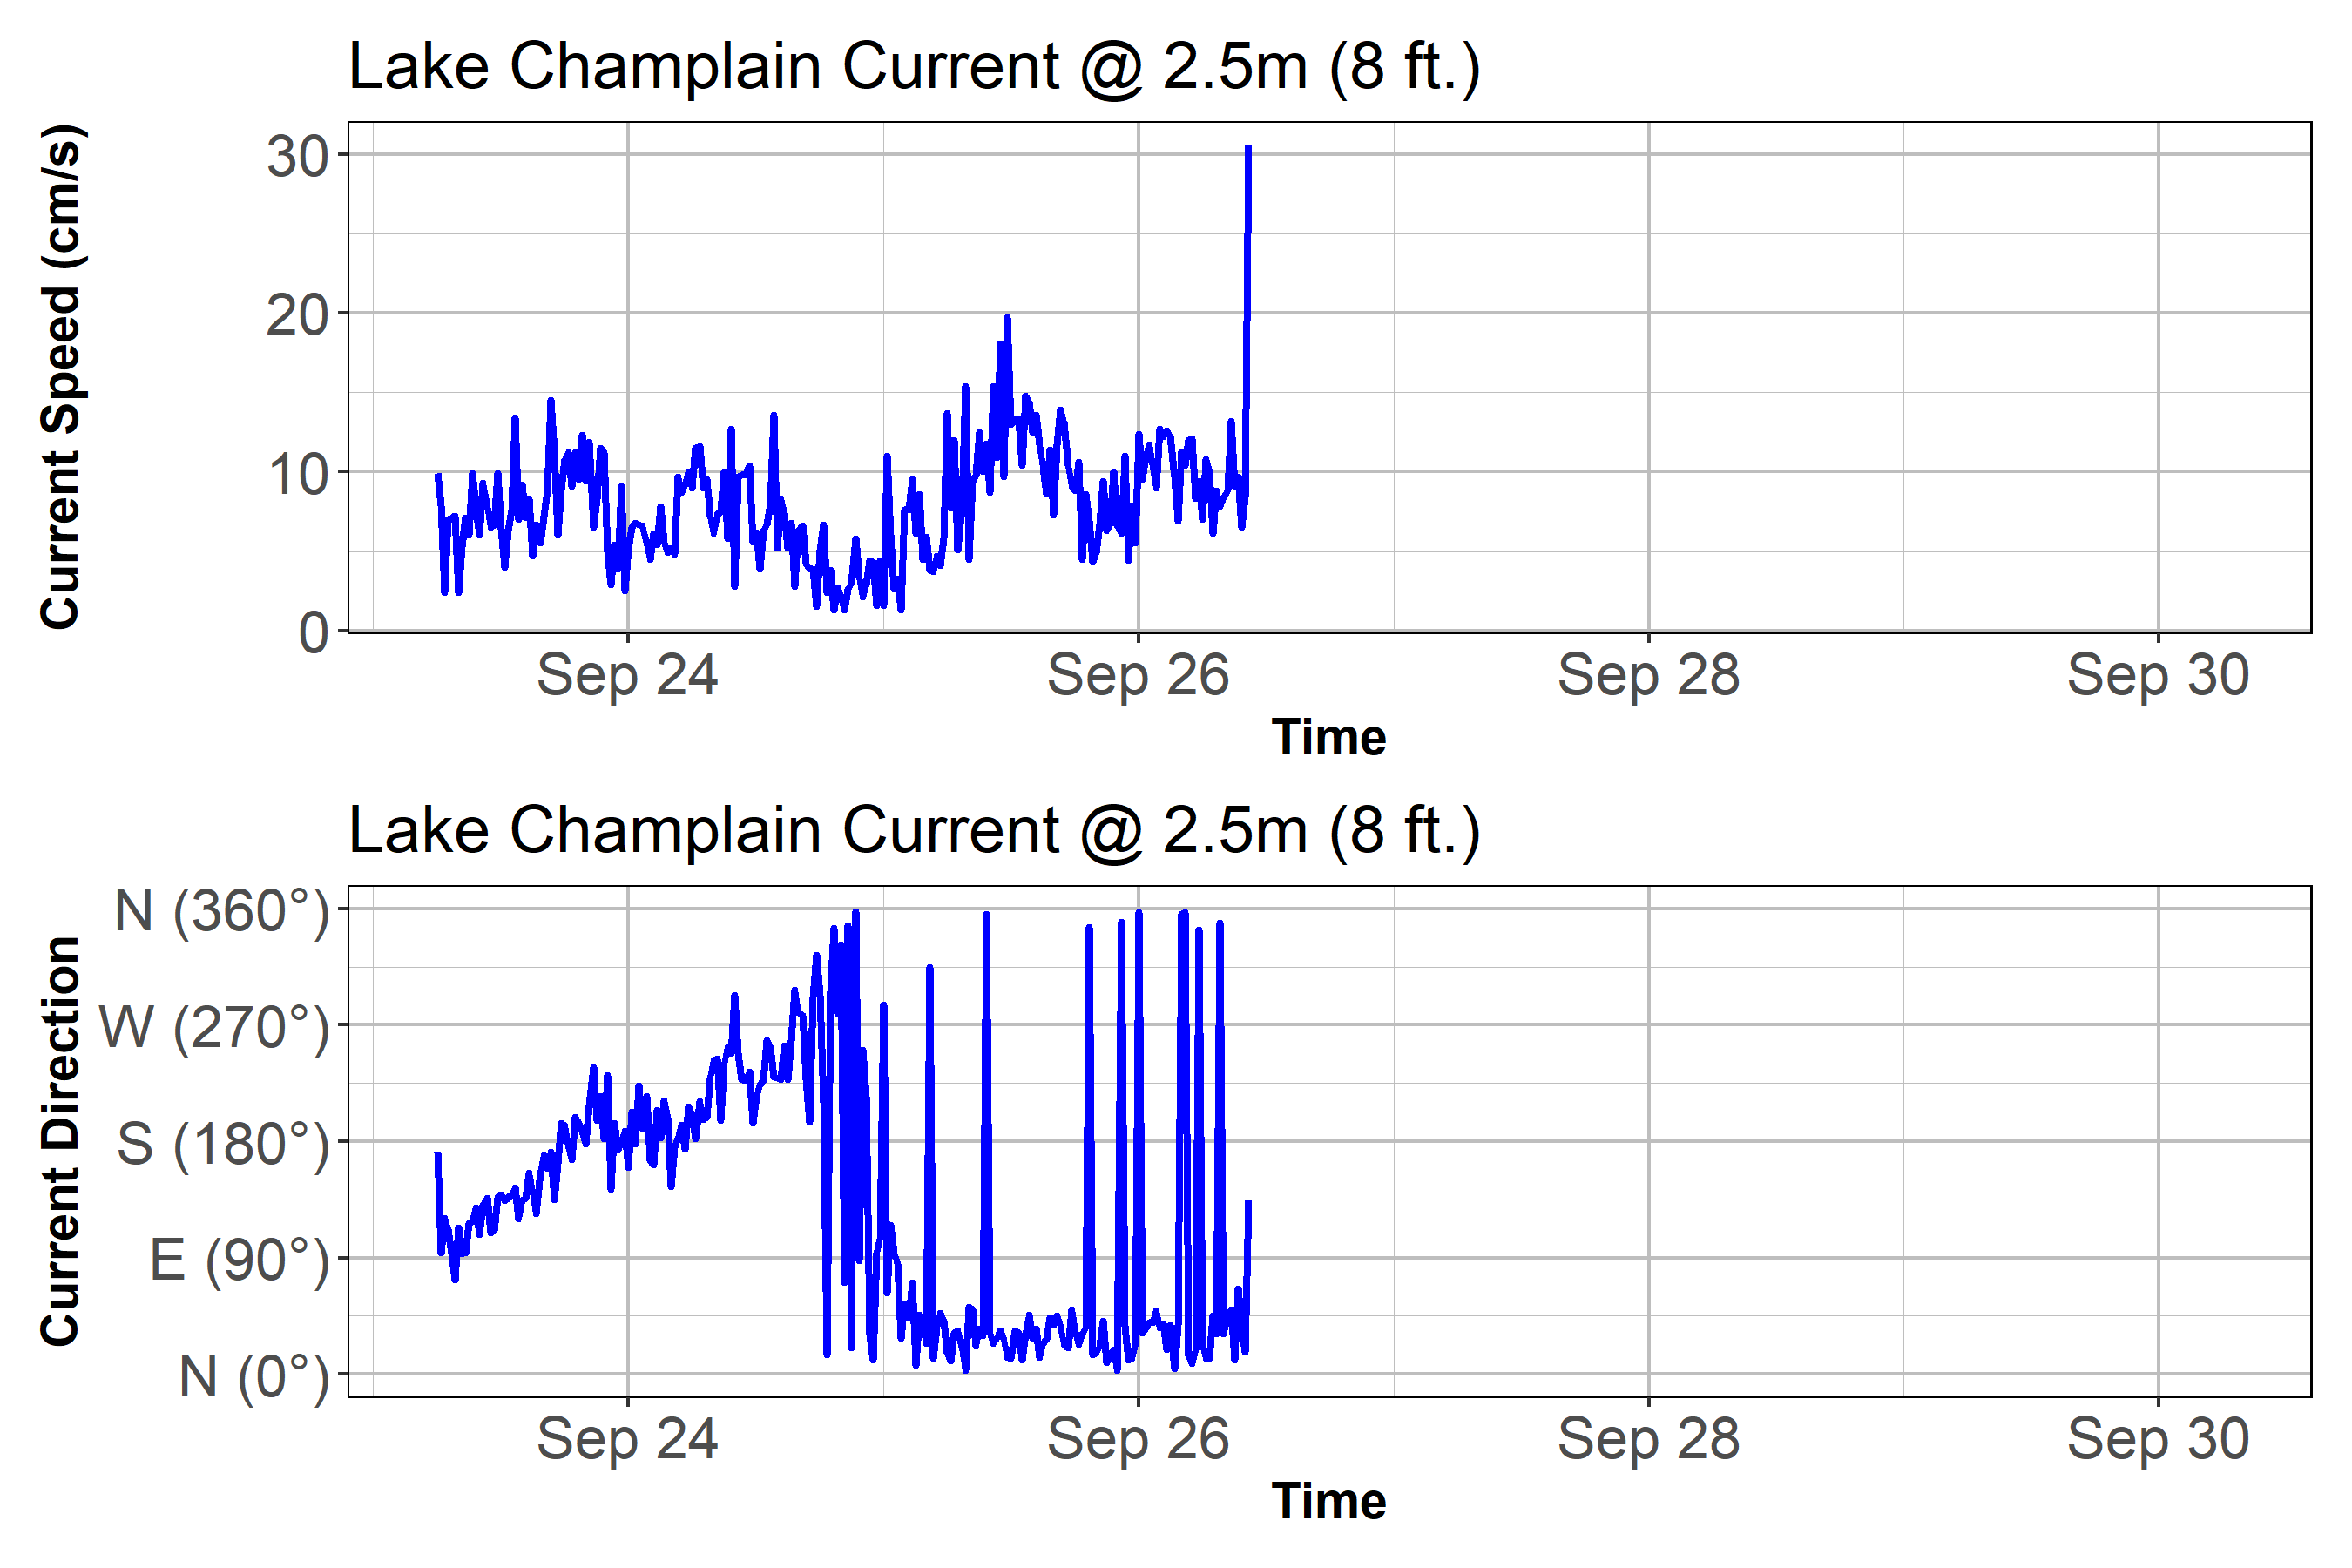 Lake Champlain Current @ 2.5m (8 ft.)
Current Speed (cm/s)
30
20
10
0
Sep 24 Sep 26 Sep 28 Sep 30
Time
Lake Champlain Current @ 2.5m (8 ft.)
Current Direction
N (360°)
W (270°)
S (180°)
E (90°)
N (0°)
Sep 24 Sep 26 Sep 28 Sep 30
Time